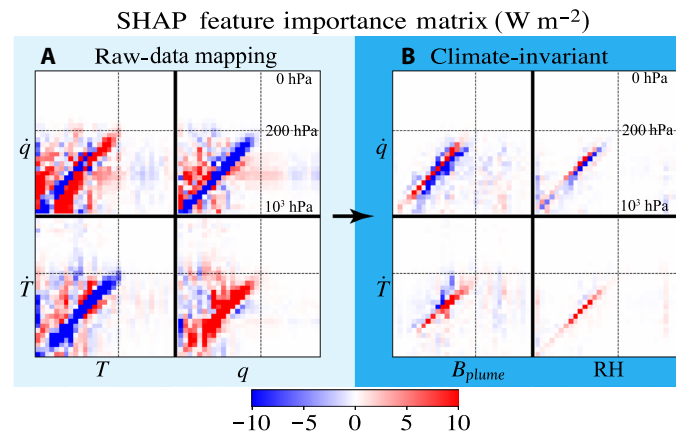 SHAP feature importance matrix (W m⁻²)
A Raw-data mapping
B Climate-invariant
0 hPa
0 hPa
q̇
200 hPa
q̇
200 hPa
10³ hPa
10³ hPa
Ṫ
Ṫ
T
q
B_plume
RH
−10 −5 0 5 10